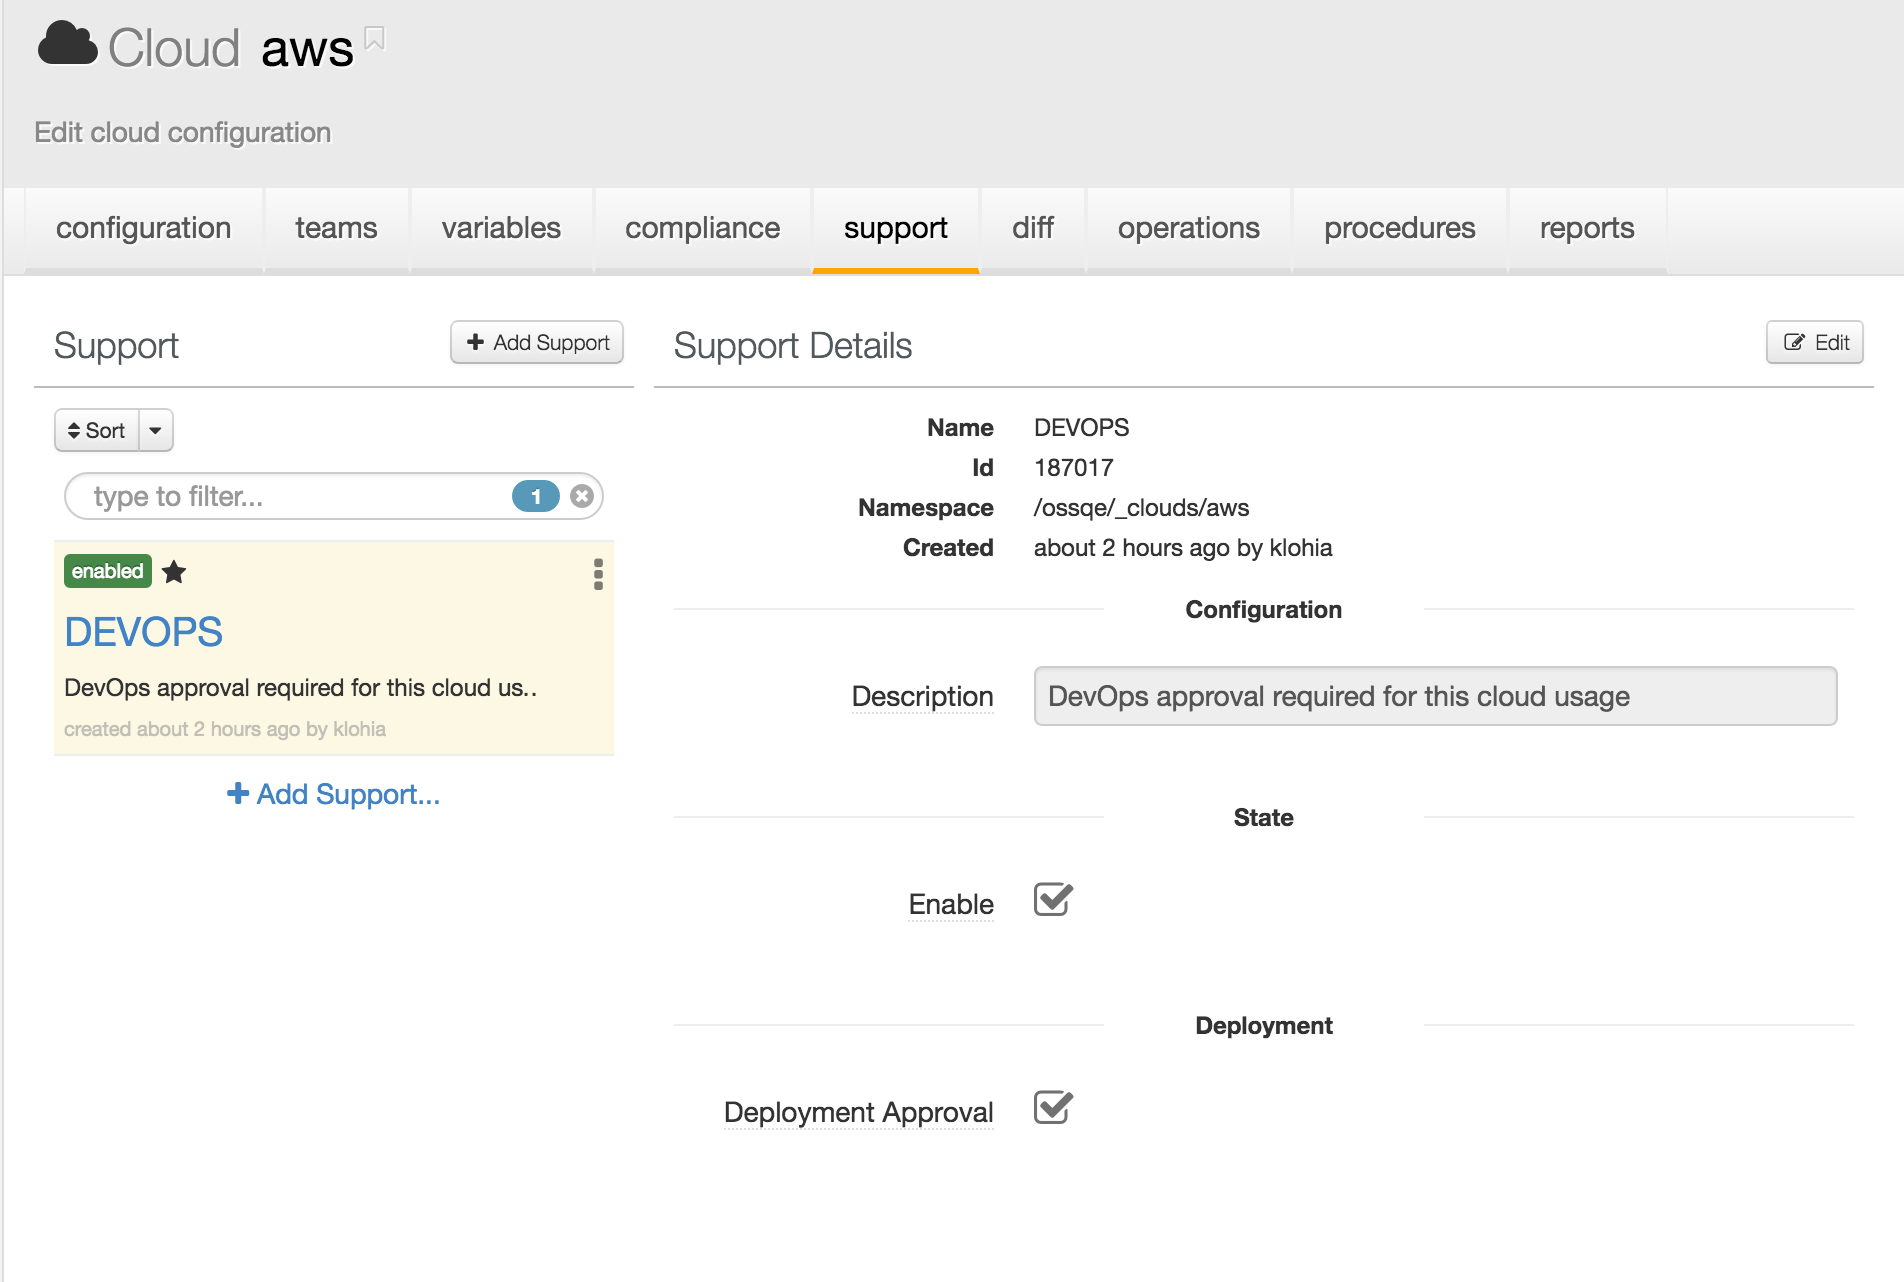 Cloud aws
Edit cloud configuration
configuration teams variables compliance support diff operations procedures reports
Support
Add Support
Sort
type to filter...
1
enabled
DEVOPS
DevOps approval required for this cloud us..
created about 2 hours ago by klohia
Add Support...
Support Details
Edit
Name DEVOPS
Id 187017
Namespace /ossqe/_clouds/aws
Created about 2 hours ago by klohia
Configuration
Description DevOps approval required for this cloud usage
State
Enable
Deployment
Deployment Approval